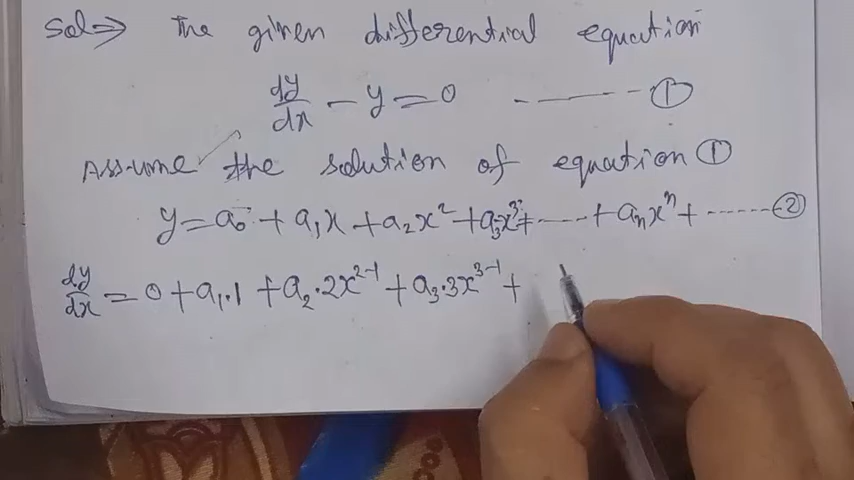 Sol⇒ The given differential equation
dy/dx − y = 0 -------- ①
Assume the solution of equation ①
y = a₀ + a₁x + a₂x² + a₃x³ + ----- + aₙxⁿ + ------- ②
dy/dx = 0 + a₁·1 + a₂·2x²⁻¹ + a₃·3x³⁻¹ +